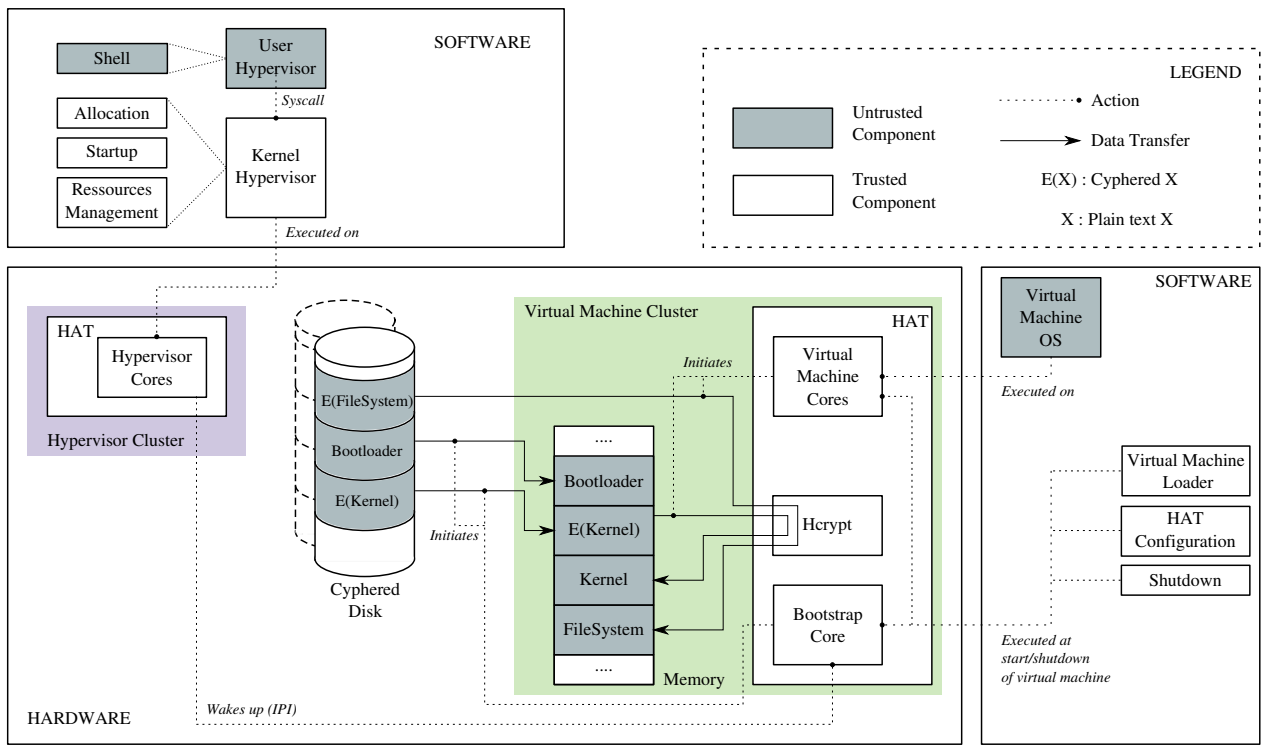 SOFTWARE
Shell
User
Hypervisor
Syscall
Allocation
Startup
Ressources
Management
Kernel
Hypervisor
Executed on
LEGEND
Untrusted
Component
Trusted
Component
Action
Data Transfer
E(X) : Cyphered X
X : Plain text X
HAT
Hypervisor
Cores
Hypervisor Cluster
E(FileSystem)
Bootloader
E(Kernel)
Cyphered
Disk
Initiates
Virtual Machine Cluster
....
Bootloader
E(Kernel)
Kernel
FileSystem
....
Memory
Initiates
HAT
Virtual
Machine
Cores
Hcrypt
Bootstrap
Core
Wakes up (IPI)
HARDWARE
SOFTWARE
Virtual
Machine
OS
Executed on
Virtual Machine
Loader
HAT
Configuration
Shutdown
Executed at
start/shutdown
of virtual machine